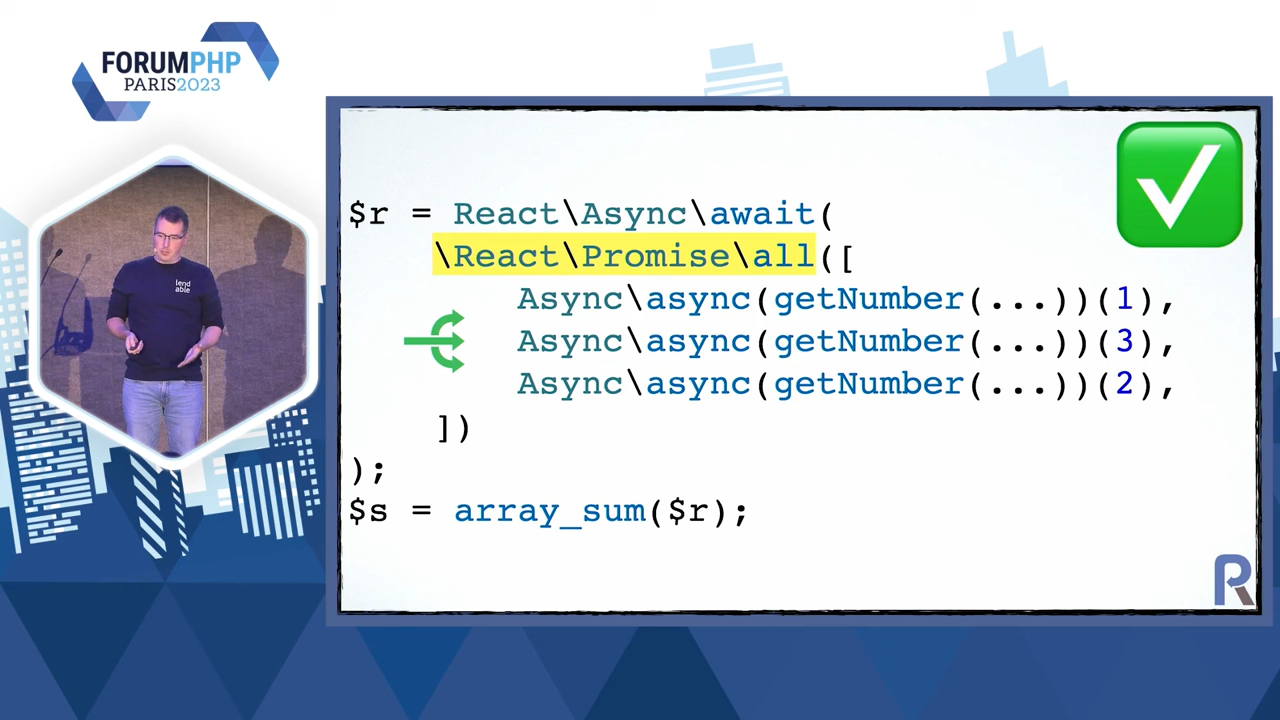 FORUMPHP
PARIS2023
lend
able
$r = React\Async\await(
\React\Promise\all([
Async\async(getNumber(...))(1),
Async\async(getNumber(...))(3),
Async\async(getNumber(...))(2),
])
);
$s = array_sum($r);
R